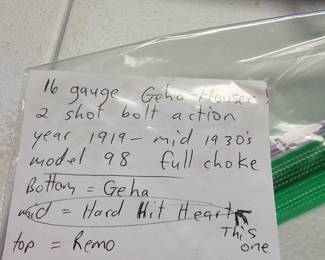 16 gauge Geha Mauser
2 shot bolt action
year 1919 - mid 1930's
model 98 full choke
Bottom = Geha
mid = Hard Hit Heart
This
one
top = Remo